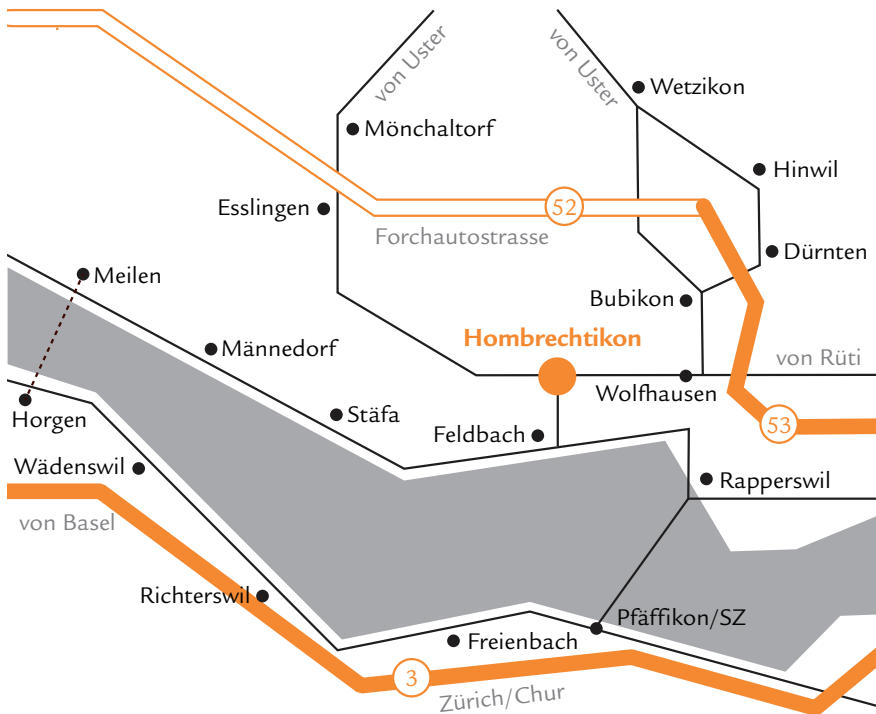 von Uster
von Uster
Wetzikon
Mönchaltorf
Hinwil
Esslingen
52
Forchautostrasse
Dürnten
Meilen
Bubikon
Hombrechtikon
Männedorf
von Rüti
Wolfhausen
Horgen
Stäfa
53
Feldbach
Wädenswil
Rapperswil
von Basel
Richterswil
Pfäffikon/SZ
Freienbach
3
Zürich/Chur